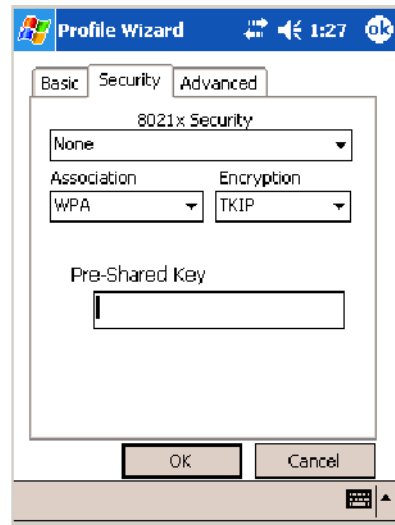 Profile Wizard 1:27 ok
Basic Security Advanced
8021x Security
None
Association Encryption
WPA TKIP
Pre-Shared Key
OK Cancel